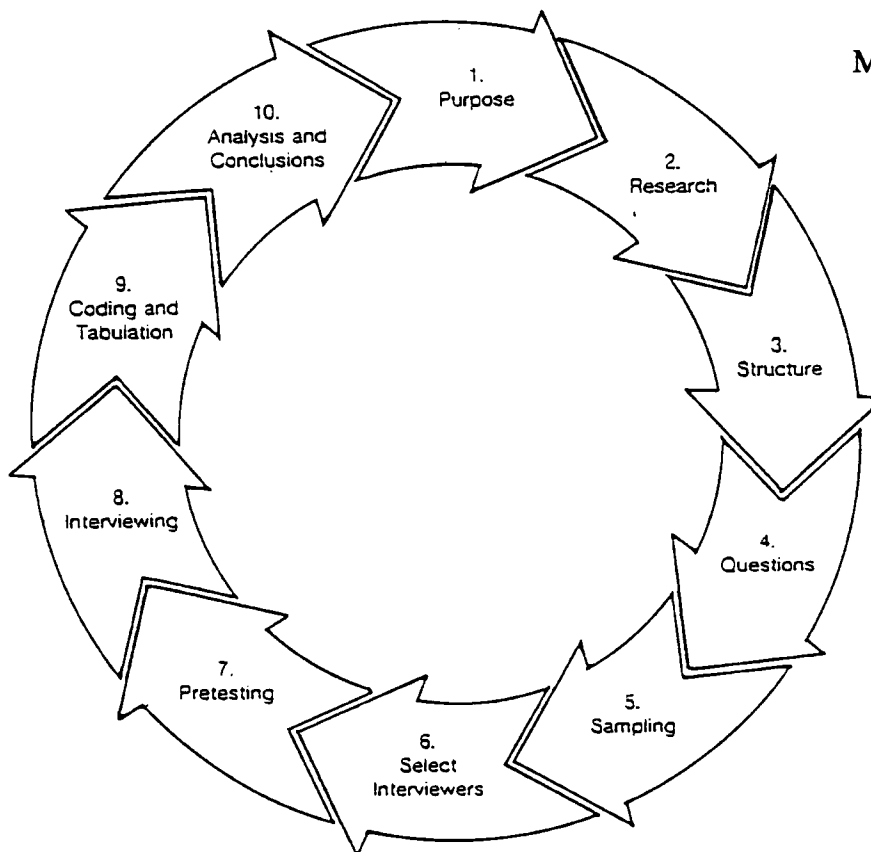 M
1.
Purpose
2.
Research
3.
Structure
4.
Questions
5.
Sampling
6.
Select
Interviewers
7.
Pretesting
8.
Interviewing
9.
Coding and
Tabulation
10.
Analysis and
Conclusions